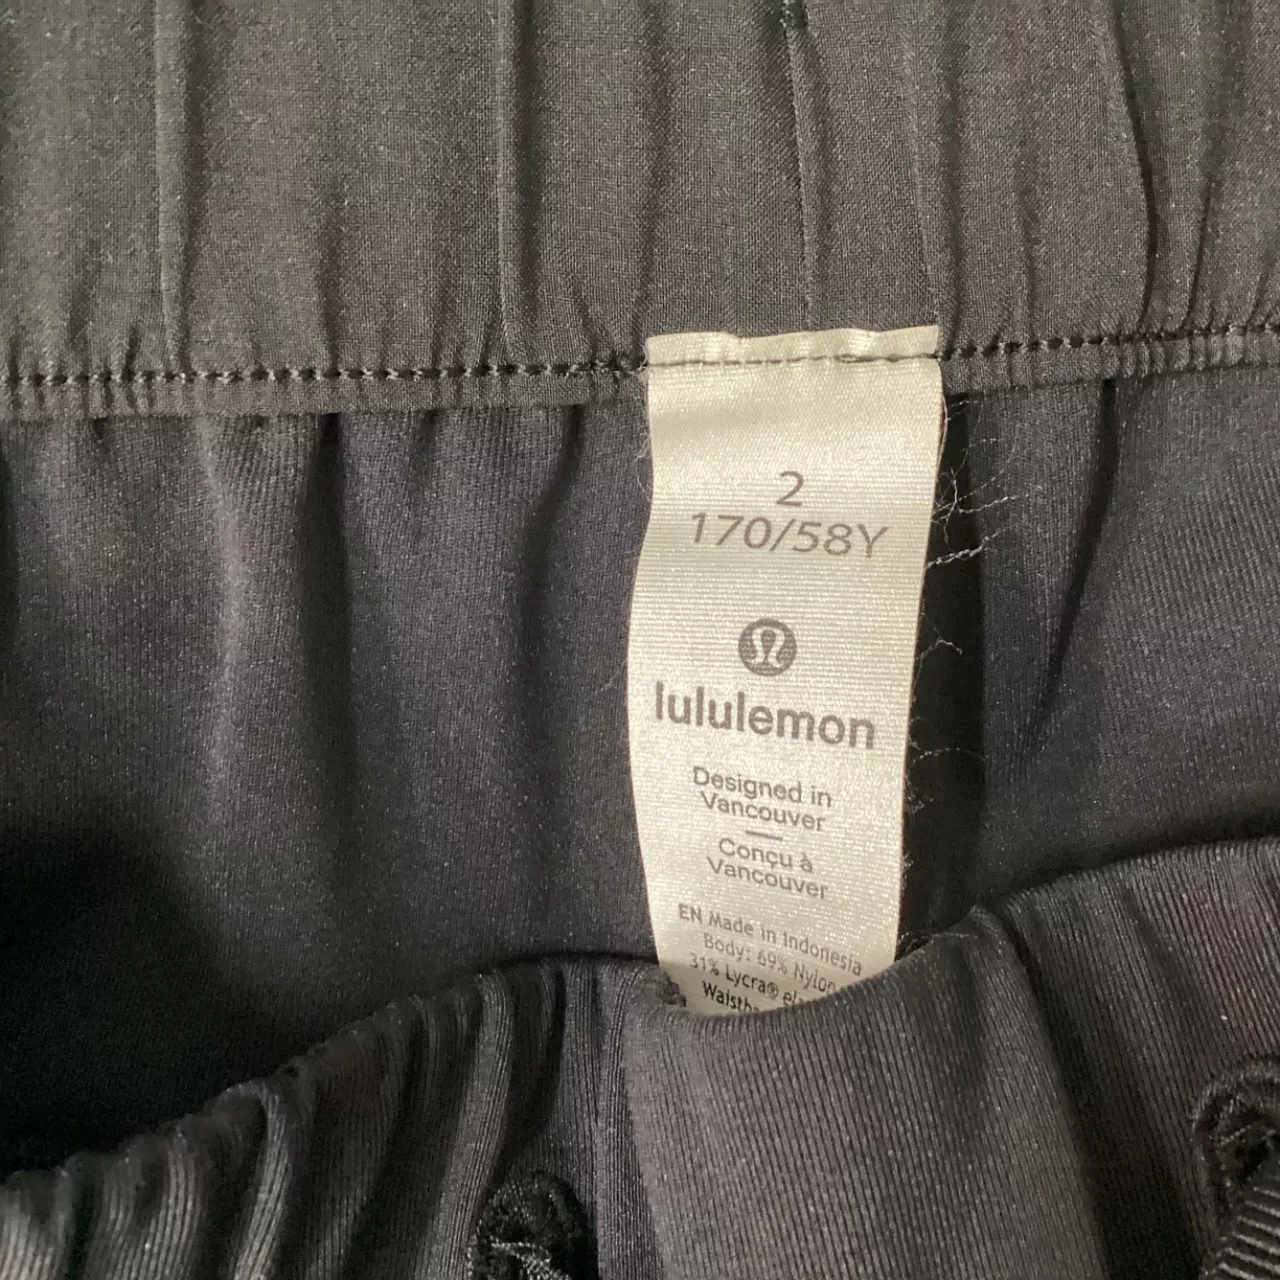 2
170/58Y
lululemon
Designed in
Vancouver
Conçu à
Vancouver
EN Made in Indonesia
Body: 69% Nylon
31% Lycra®